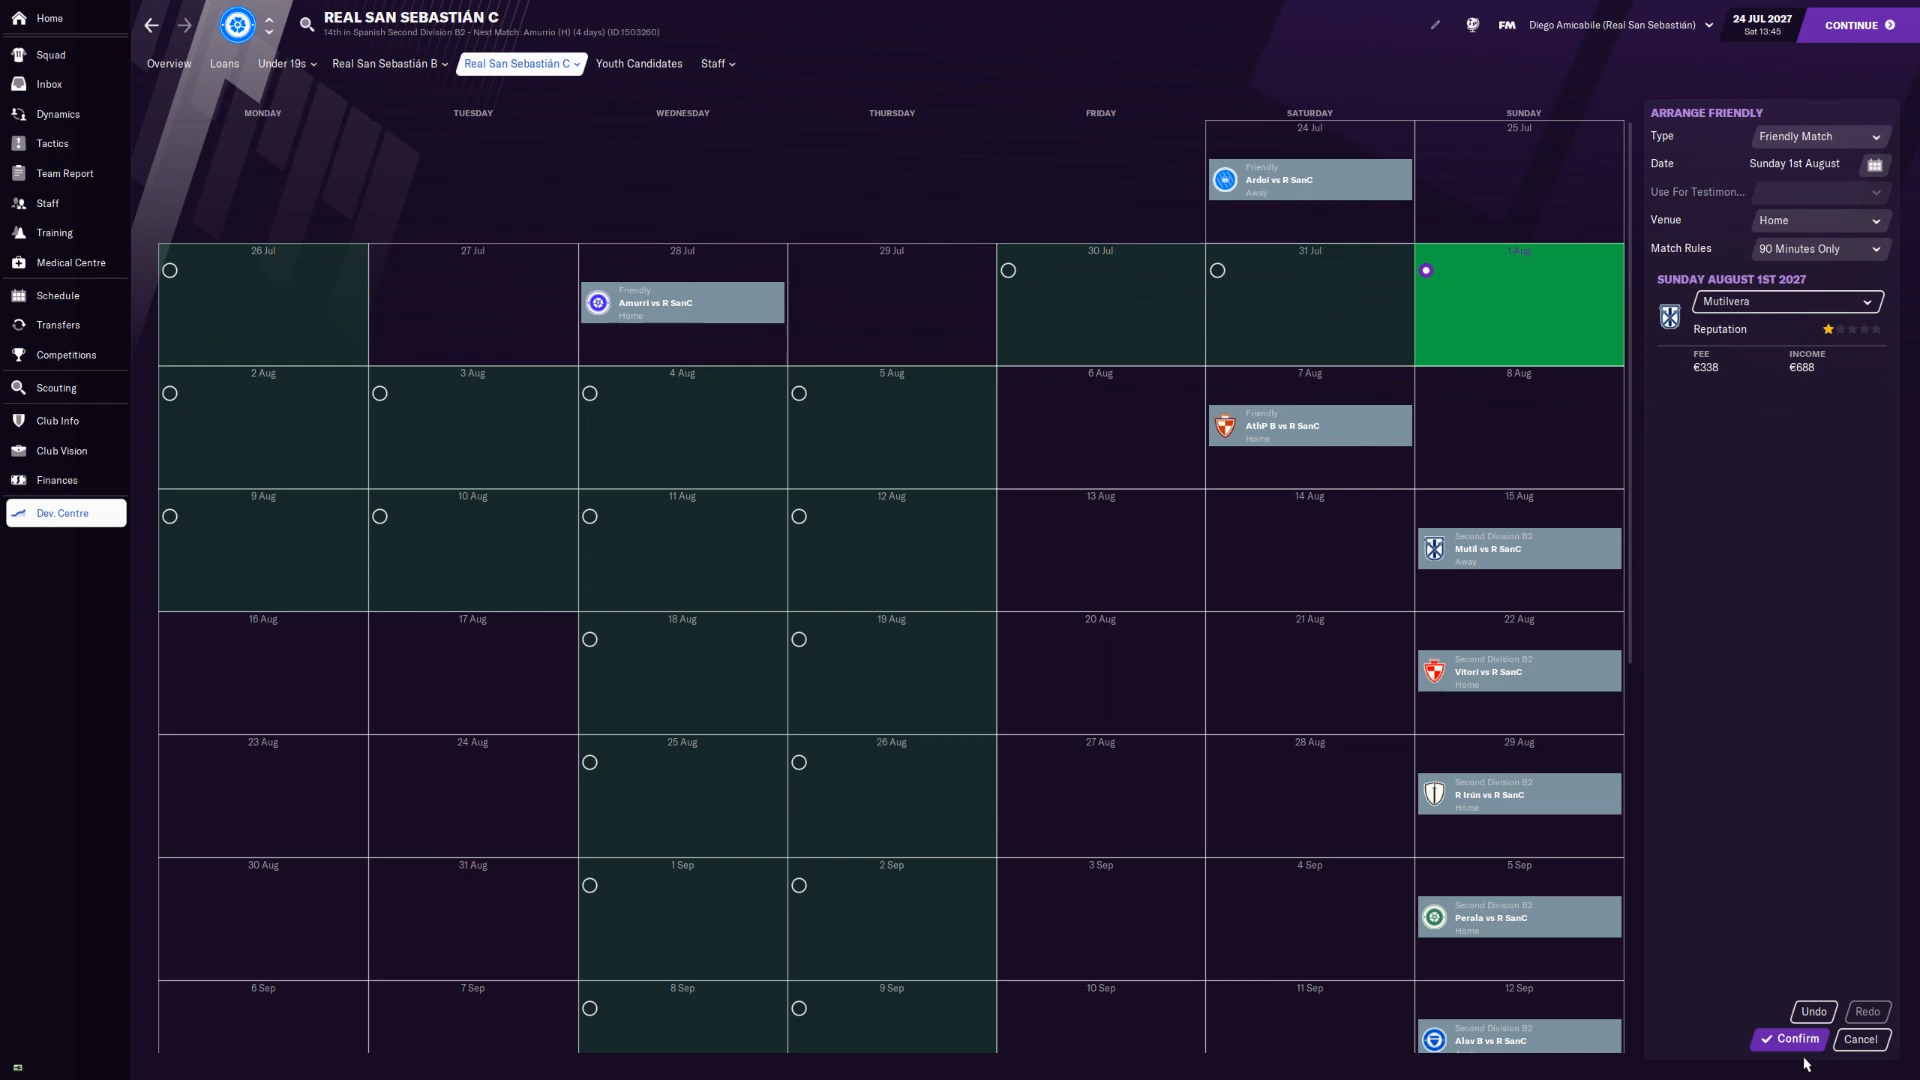 Home
Squad
Inbox
Dynamics
Tactics
Team Report
Staff
Training
Medical Centre
Schedule
Transfers
Competitions
Scouting
Club Info
Club Vision
Finances
Dev. Centre
REAL SAN SEBASTIÁN C
14th in Spanish Second Division B2 - Next Match: Amurrio (H) (4 days) (ID:1503260)
FM
Diego Amicabile (Real San Sebastián)
24 JUL 2027
Sat 13:45
CONTINUE
Overview Loans Under 19s Real San Sebastián B Real San Sebastián C Youth Candidates Staff
MONDAY TUESDAY WEDNESDAY THURSDAY FRIDAY SATURDAY SUNDAY
24 Jul 25 Jul
Friendly
Ardoi vs R SanC
Away
26 Jul 27 Jul 28 Jul 29 Jul 30 Jul 31 Jul 1 Aug
Friendly
Amurri vs R SanC
Home
2 Aug 3 Aug 4 Aug 5 Aug 6 Aug 7 Aug 8 Aug
Friendly
AthP B vs R SanC
Home
9 Aug 10 Aug 11 Aug 12 Aug 13 Aug 14 Aug 15 Aug
Second Division B2
Mutil vs R SanC
Away
16 Aug 17 Aug 18 Aug 19 Aug 20 Aug 21 Aug 22 Aug
Second Division B2
Vitori vs R SanC
Home
23 Aug 24 Aug 25 Aug 26 Aug 27 Aug 28 Aug 29 Aug
Second Division B2
R Irún vs R SanC
Home
30 Aug 31 Aug 1 Sep 2 Sep 3 Sep 4 Sep 5 Sep
Second Division B2
Perala vs R SanC
Home
6 Sep 7 Sep 8 Sep 9 Sep 10 Sep 11 Sep 12 Sep
Second Division B2
Alav B vs R SanC
ARRANGE FRIENDLY
Type Friendly Match
Date Sunday 1st August
Use For Testimon...
Venue Home
Match Rules 90 Minutes Only
SUNDAY AUGUST 1ST 2027
Mutilvera
Reputation
FEE INCOME
€338 €688
Undo Redo
Confirm Cancel